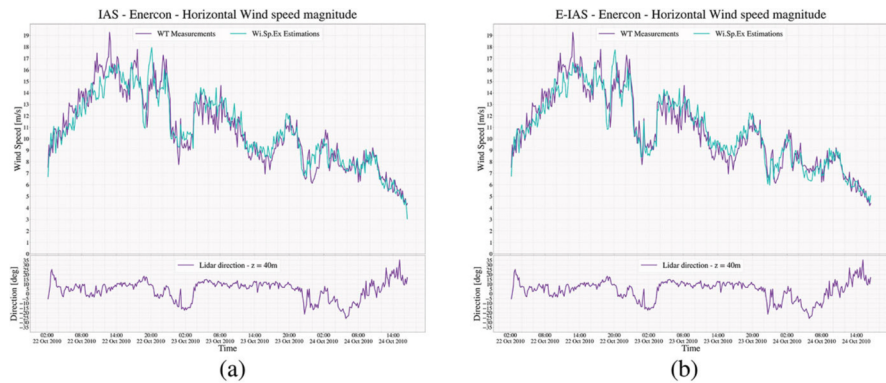 IAS - Enercon - Horizontal Wind speed magnitude
WT Measurements Wi.Sp.Ex Estimations
Wind Speed [m/s]
19
18
17
16
15
14
13
12
11
10
9
8
7
6
5
4
3
2
1
0
Lidar direction - z = 40m
Direction [deg]
02:00 08:00 14:00 20:00 02:00 08:00 14:00 20:00 02:00 08:00 14:00
22 Oct 2010 22 Oct 2010 22 Oct 2010 22 Oct 2010 23 Oct 2010 23 Oct 2010 23 Oct 2010 23 Oct 2010 24 Oct 2010 24 Oct 2010 24 Oct 2010
Time
(a)
E-IAS - Enercon - Horizontal Wind speed magnitude
WT Measurements Wi.Sp.Ex Estimations
Wind Speed [m/s]
19
18
17
16
15
14
13
12
11
10
9
8
7
6
5
4
3
2
1
0
Lidar direction - z = 40m
Direction [deg]
02:00 08:00 14:00 20:00 02:00 08:00 14:00 20:00 02:00 08:00 14:00
22 Oct 2010 22 Oct 2010 22 Oct 2010 22 Oct 2010 23 Oct 2010 23 Oct 2010 23 Oct 2010 23 Oct 2010 24 Oct 2010 24 Oct 2010 24 Oct 2010
Time
(b)